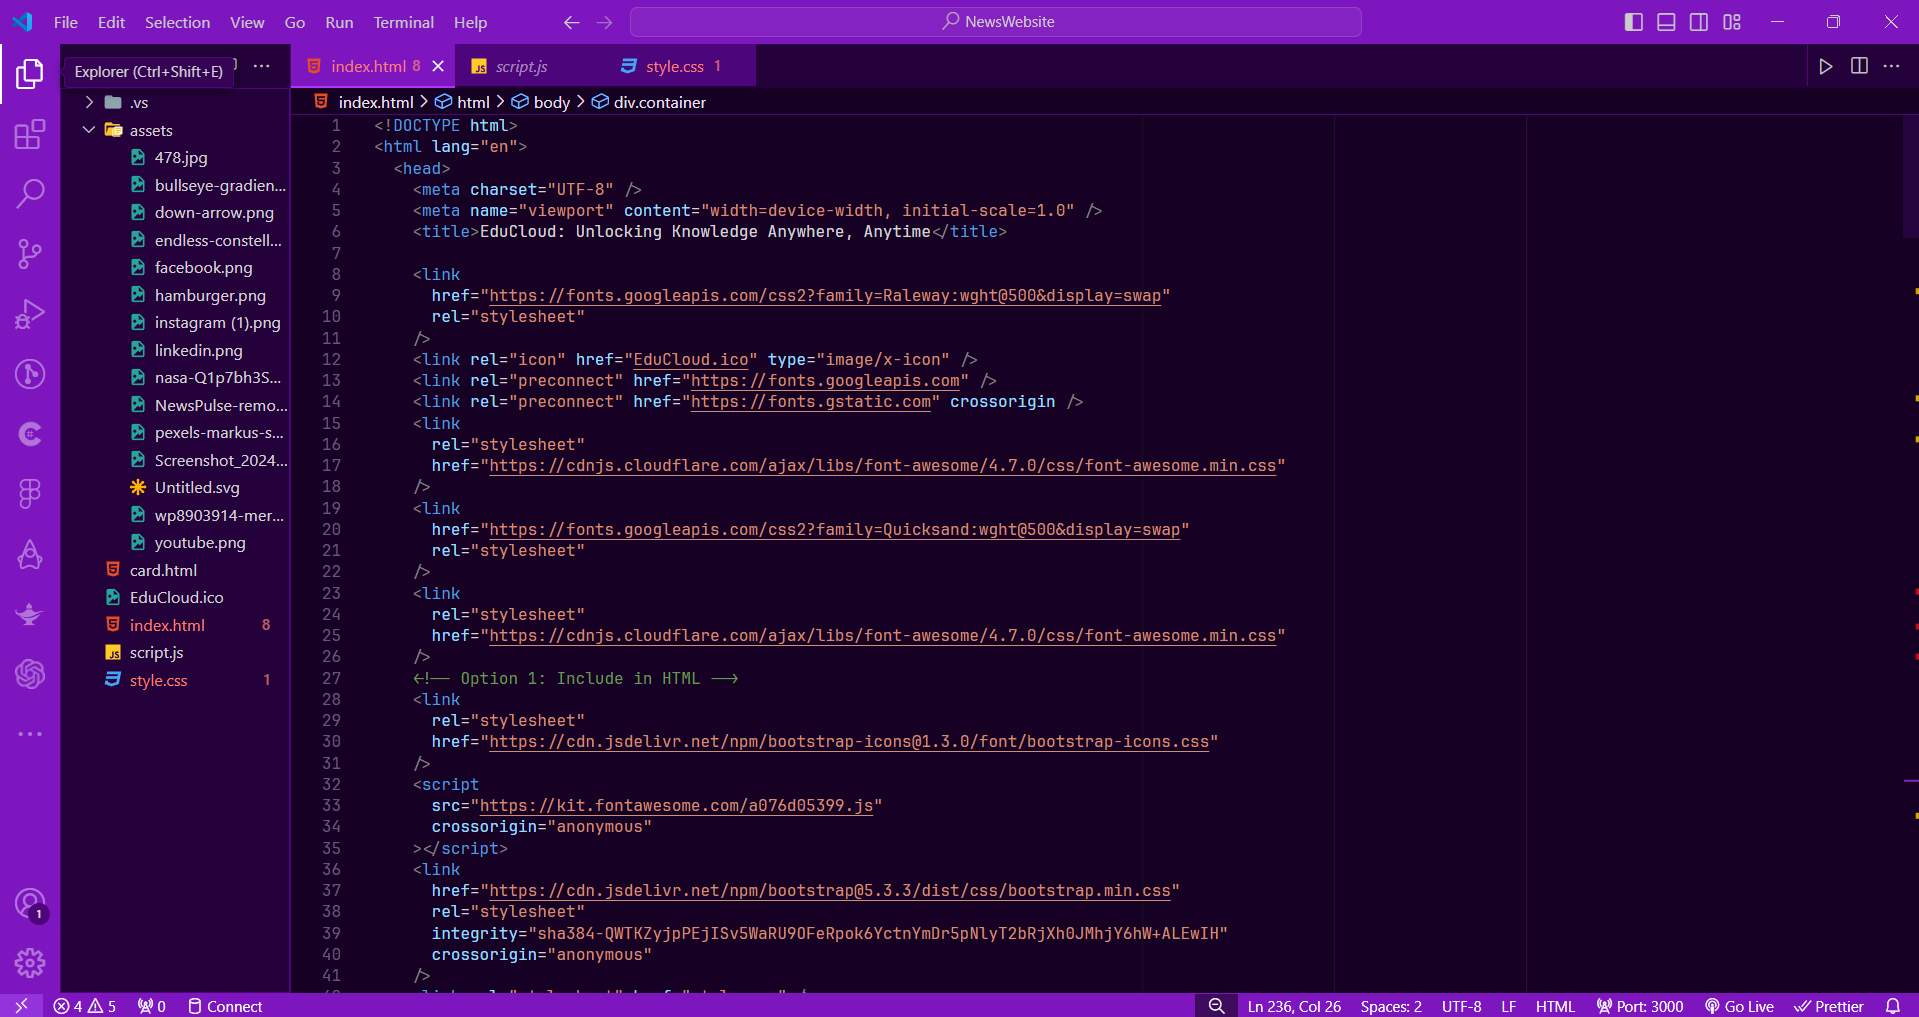 File Edit Selection View Go Run Terminal Help
NewsWebsite
Explorer (Ctrl+Shift+E)
.vs
assets
478.jpg
bullseye-gradien...
down-arrow.png
endless-constell...
facebook.png
hamburger.png
instagram (1).png
linkedin.png
nasa-Q1p7bh3S...
NewsPulse-remo...
pexels-markus-s...
Screenshot_2024...
Untitled.svg
wp8903914-mer...
youtube.png
card.html
EduCloud.ico
index.html 8
script.js
style.css 1
index.html 8 script.js style.css 1
index.html > html > body > div.container
1 <!DOCTYPE html>
2 <html lang="en">
3 <head>
4 <meta charset="UTF-8" />
5 <meta name="viewport" content="width=device-width, initial-scale=1.0" />
6 <title>EduCloud: Unlocking Knowledge Anywhere, Anytime</title>
7
8 <link
9 href="https://fonts.googleapis.com/css2?family=Raleway:wght@500&display=swap"
10 rel="stylesheet"
11 />
12 <link rel="icon" href="EduCloud.ico" type="image/x-icon" />
13 <link rel="preconnect" href="https://fonts.googleapis.com" />
14 <link rel="preconnect" href="https://fonts.gstatic.com" crossorigin />
15 <link
16 rel="stylesheet"
17 href="https://cdnjs.cloudflare.com/ajax/libs/font-awesome/4.7.0/css/font-awesome.min.css"
18 />
19 <link
20 href="https://fonts.googleapis.com/css2?family=Quicksand:wght@500&display=swap"
21 rel="stylesheet"
22 />
23 <link
24 rel="stylesheet"
25 href="https://cdnjs.cloudflare.com/ajax/libs/font-awesome/4.7.0/css/font-awesome.min.css"
26 />
27 <!-- Option 1: Include in HTML -->
28 <link
29 rel="stylesheet"
30 href="https://cdn.jsdelivr.net/npm/bootstrap-icons@1.3.0/font/bootstrap-icons.css"
31 />
32 <script
33 src="https://kit.fontawesome.com/a076d05399.js"
34 crossorigin="anonymous"
35 ></script>
36 <link
37 href="https://cdn.jsdelivr.net/npm/bootstrap@5.3.3/dist/css/bootstrap.min.css"
38 rel="stylesheet"
39 integrity="sha384-QWTKZyjpPEjISv5WaRU9OFeRpok6YctnYmDr5pNlyT2bRjXh0JMhjY6hW+ALEwIH"
40 crossorigin="anonymous"
41 />
1
4 5 0 Connect
Ln 236, Col 26 Spaces: 2 UTF-8 LF HTML Port: 3000 Go Live Prettier